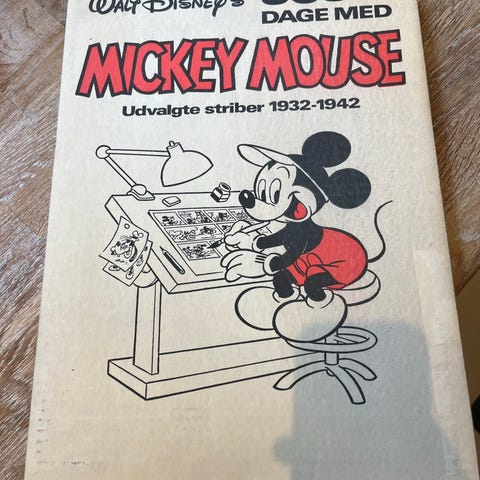 WALT DISNEY'S
DAGE MED
MICKEY MOUSE
Udvalgte striber 1932-1942